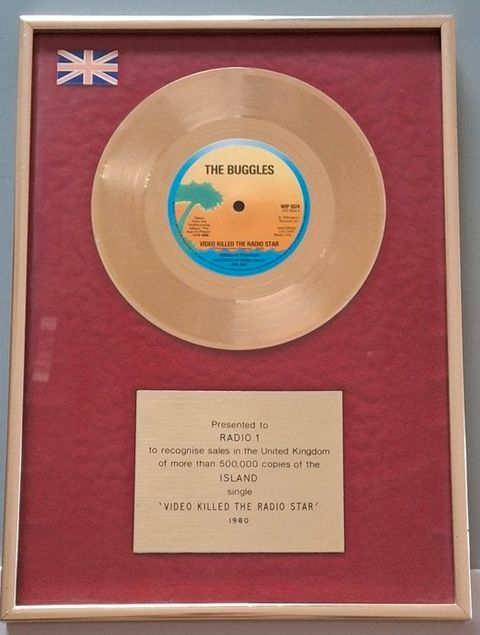 THE BUGGLES
WIP 6524
VIDEO KILLED THE RADIO STAR
Presented to
RADIO 1
to recognise sales in the United Kingdom
of more than 500.000 copies of the
ISLAND
single
'VIDEO KILLED THE RADIO STAR'
1980